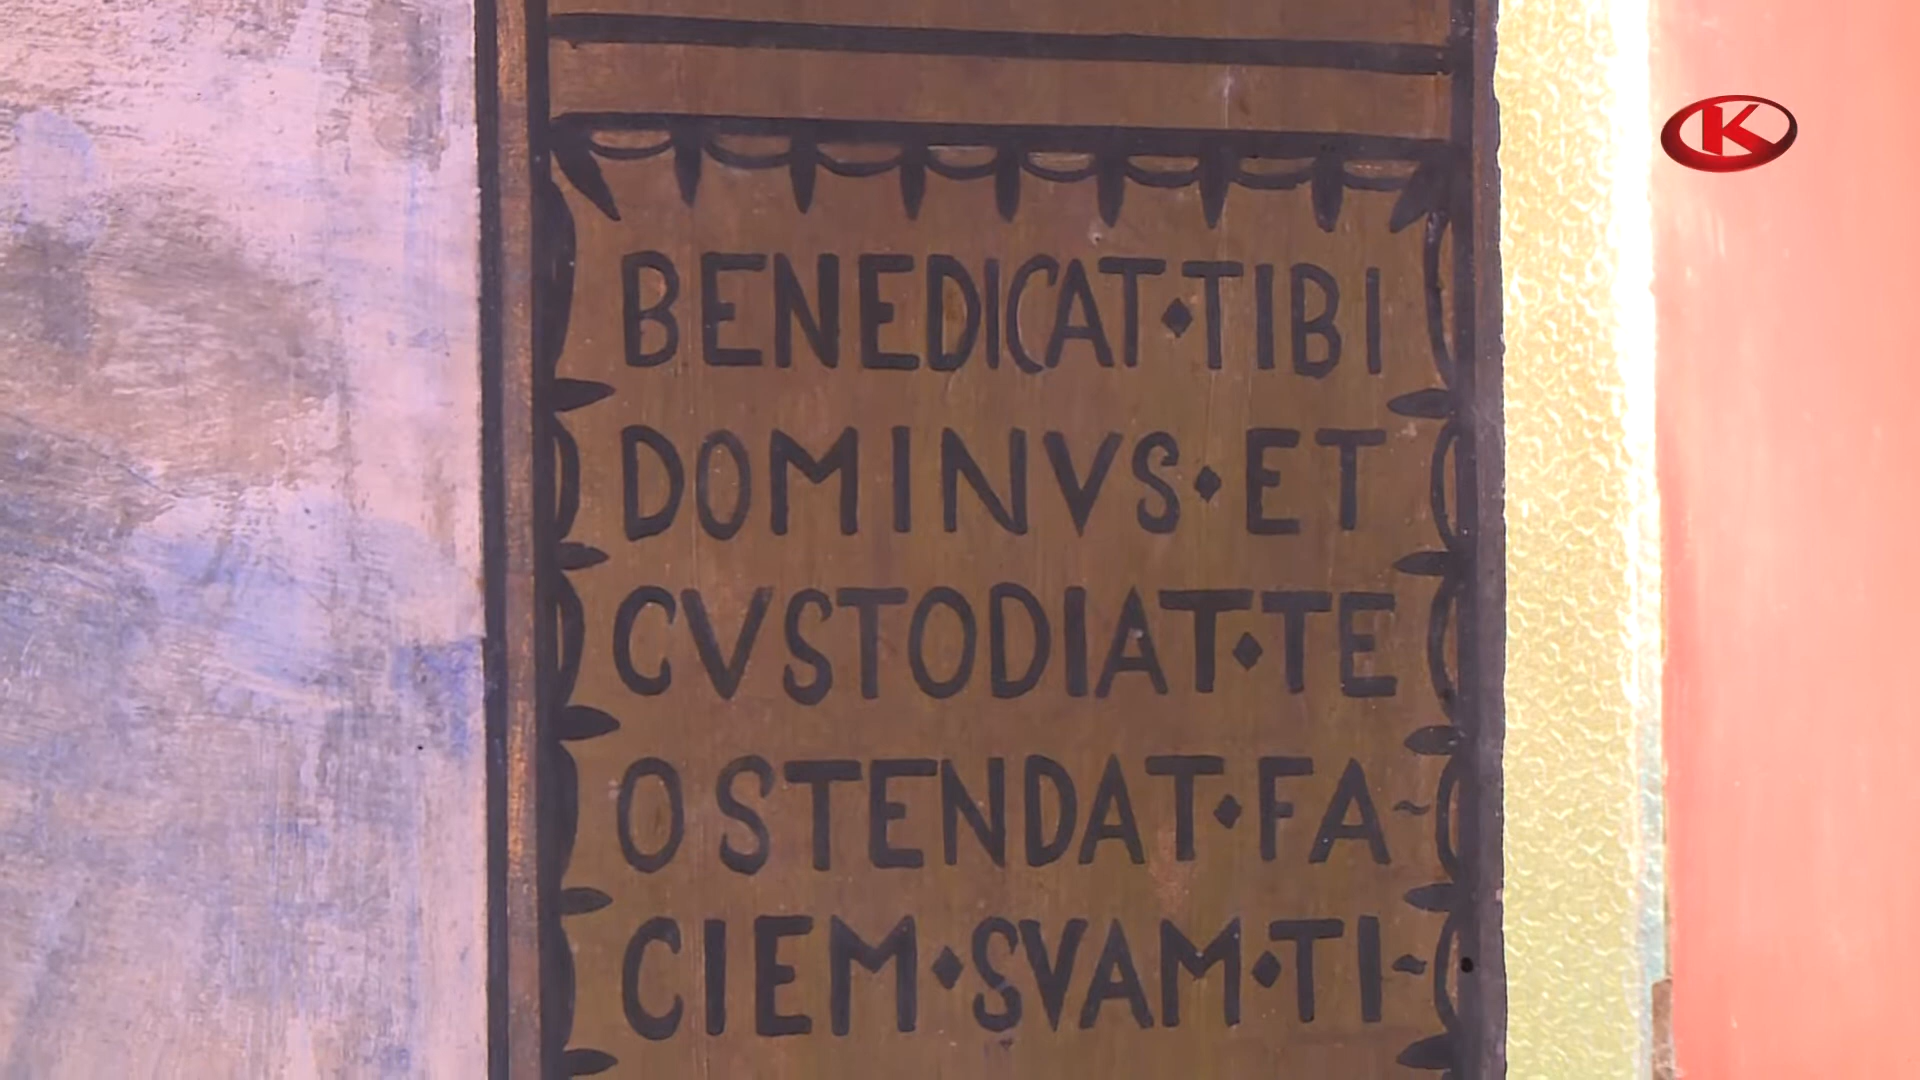 K
BENEDICAT·TIBI
DOMINVS·ET
CVSTODIAT·TE
OSTENDAT·FA~
CIEM·SVAM·TI~